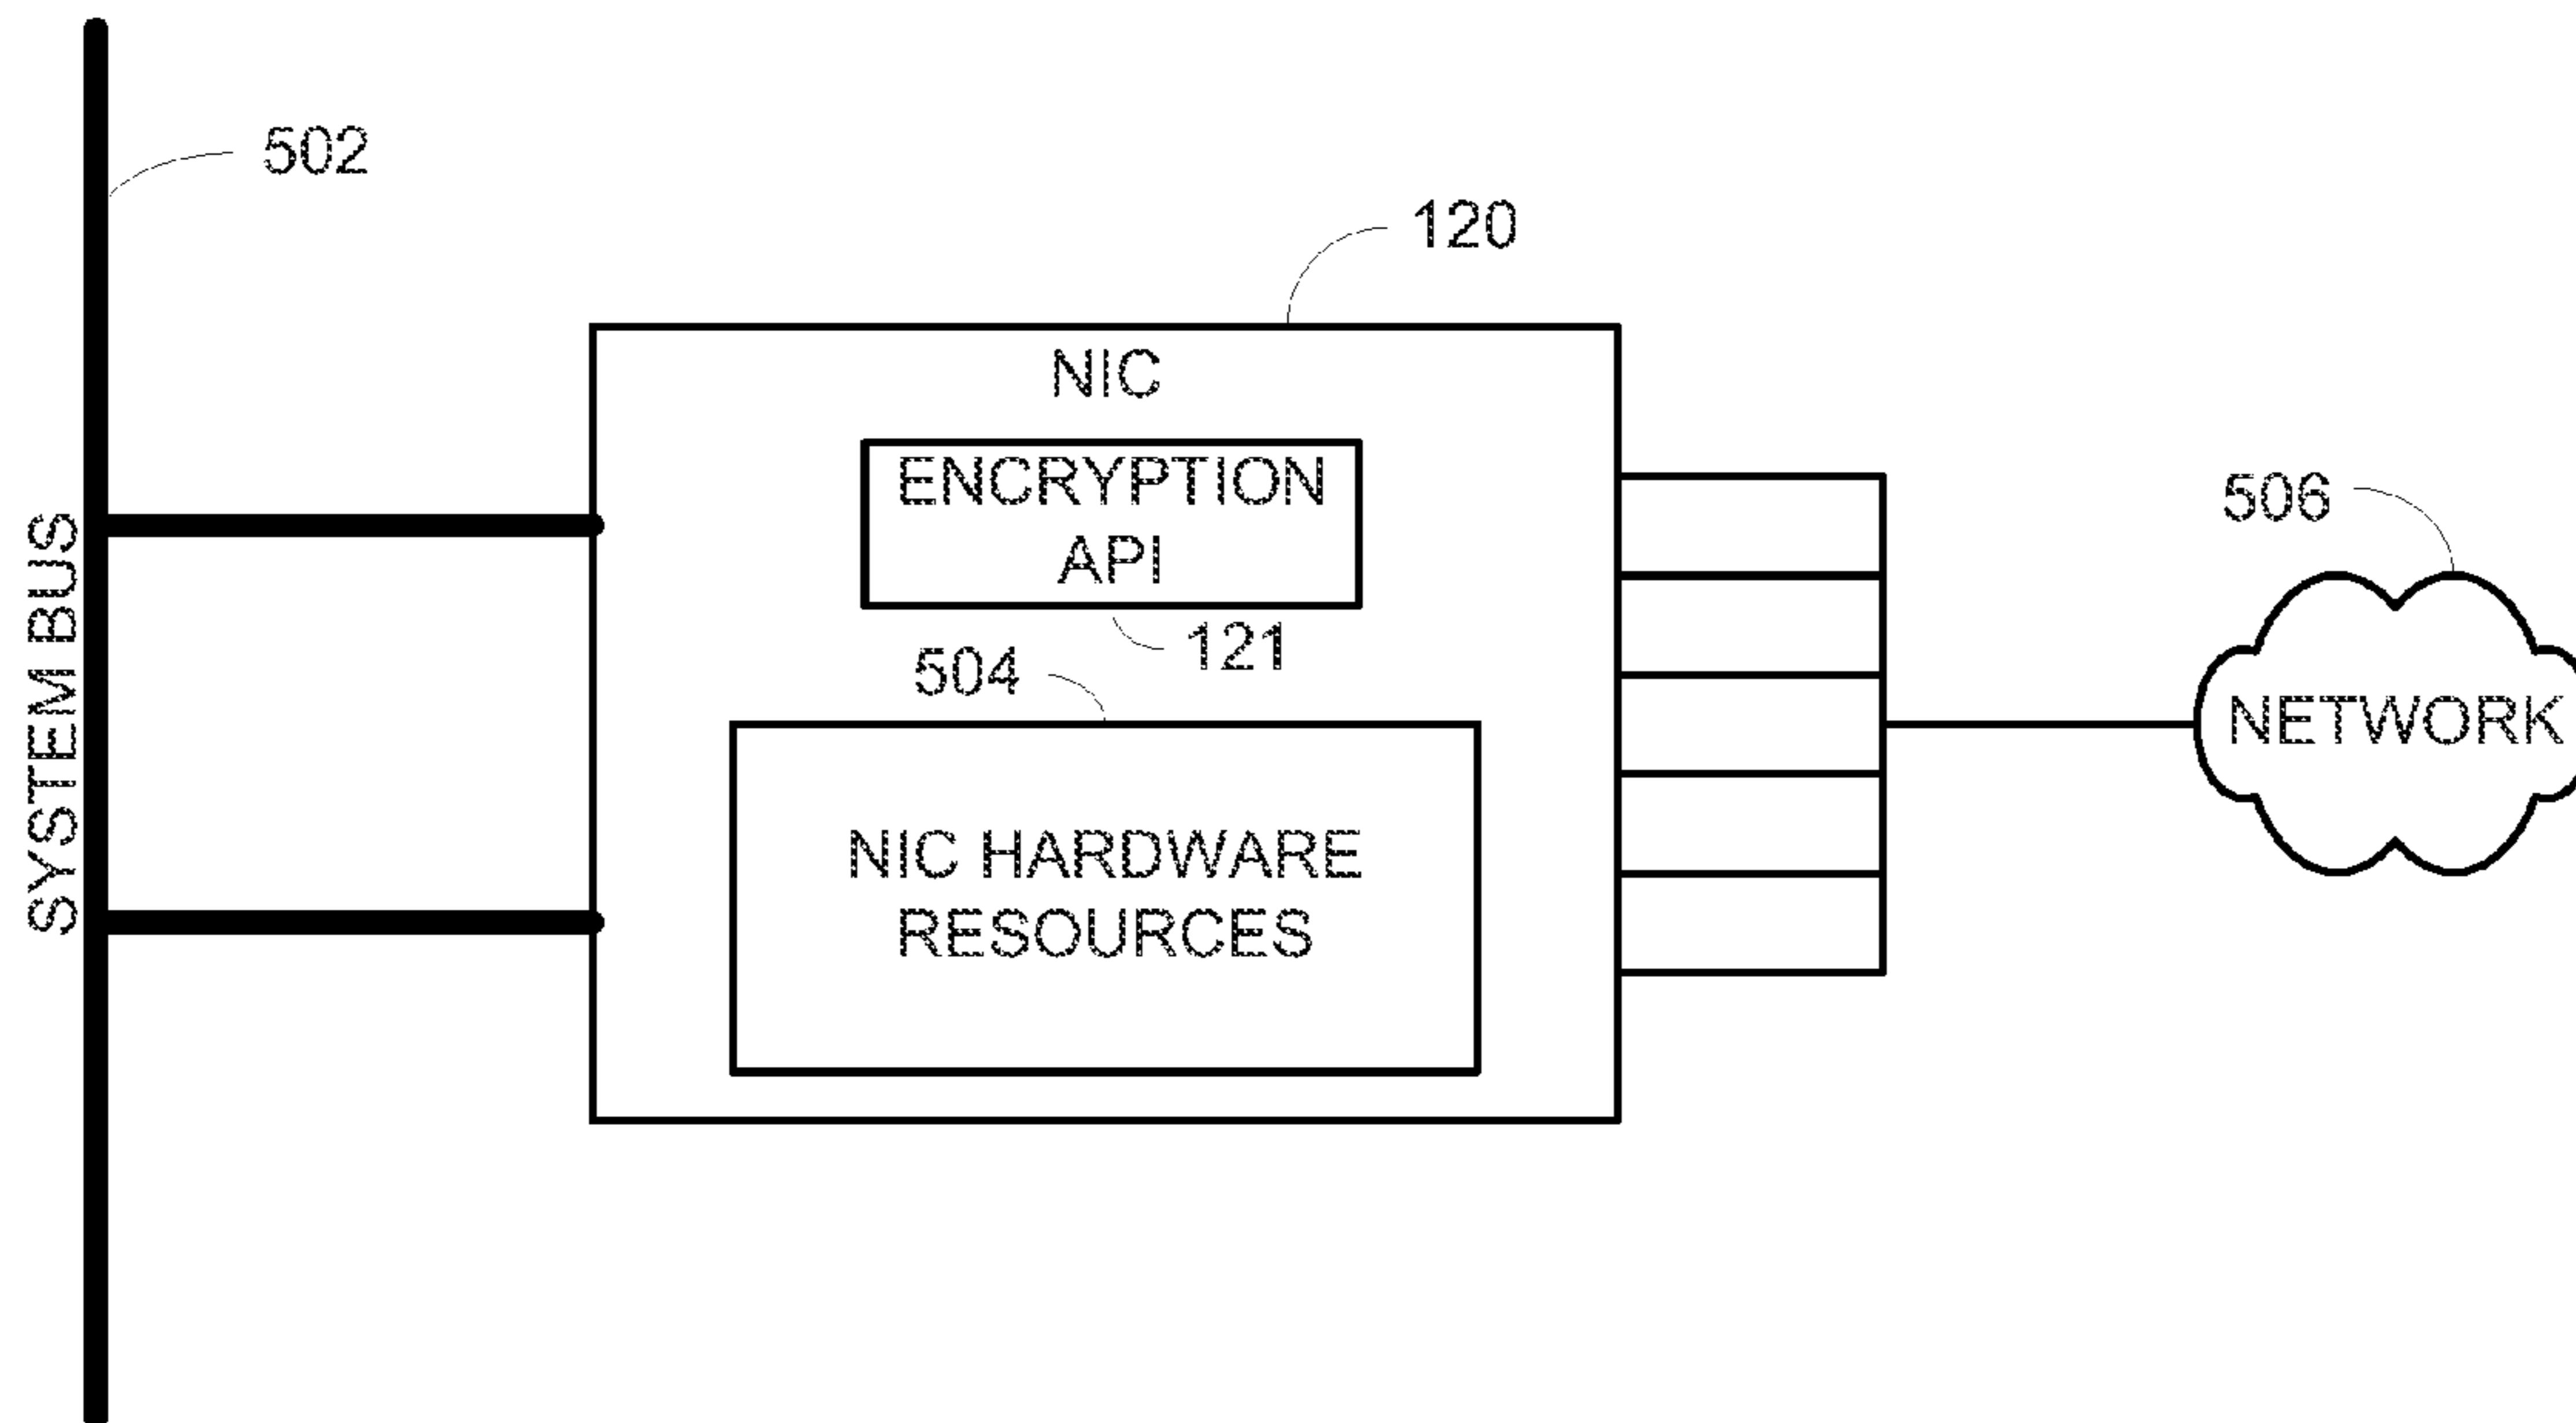 502
120
NIC
ENCRYPTION
API
121
504
NIC HARDWARE
RESOURCES
SYSTEM BUS
506
NETWORK